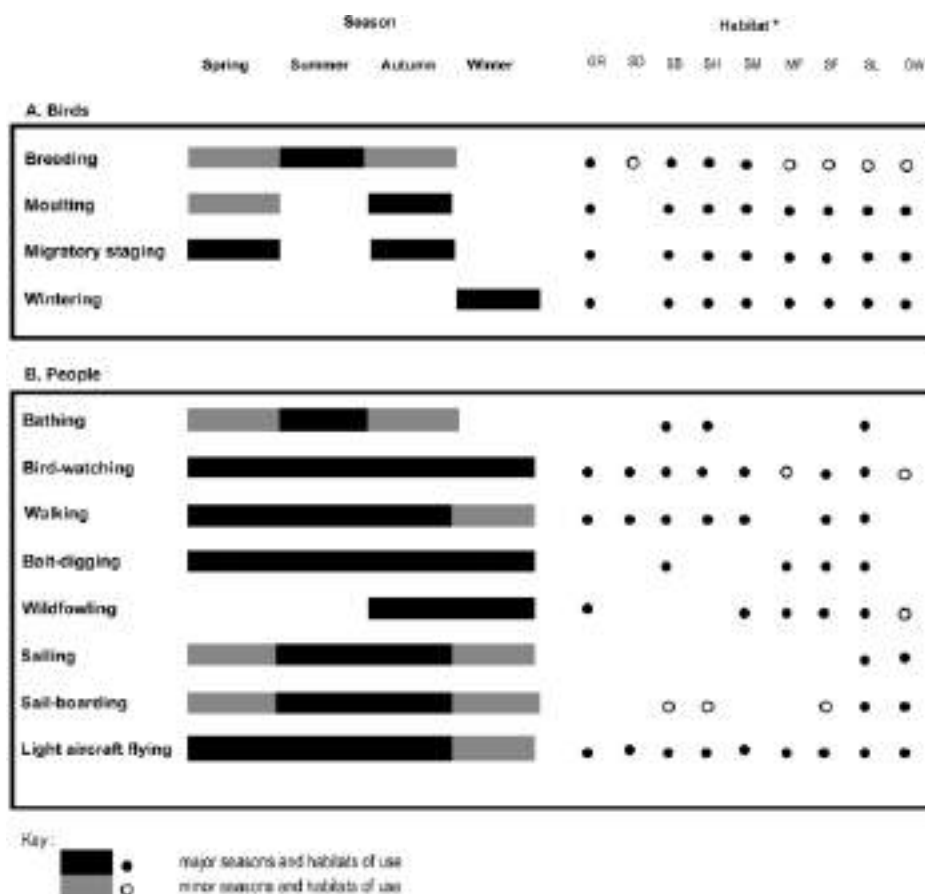 Season Habitat *
Spring Summer Autumn Winter GR SD SB SH SM MF SF SL OW
A. Birds
Breeding
Moulting
Migratory staging
Wintering
B. People
Bathing
Bird-watching
Walking
Bait-digging
Wildfowling
Sailing
Sail-boarding
Light aircraft flying
Key:
major seasons and habitats of use
minor seasons and habitats of use